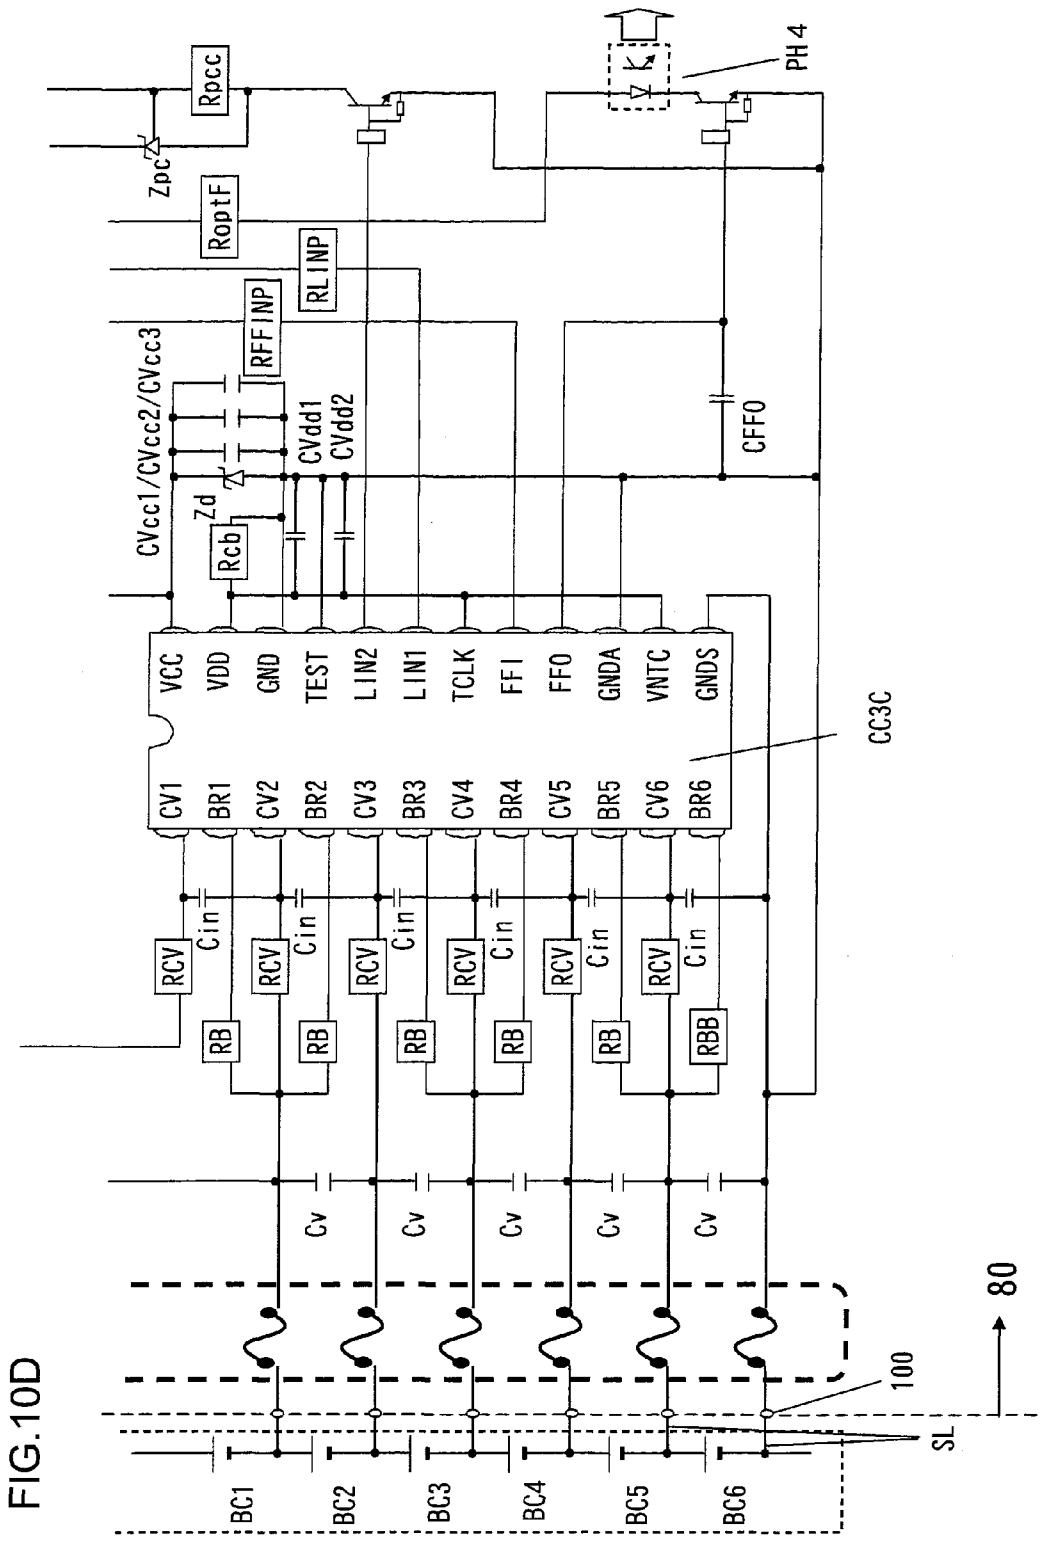 FIG.10D
Rpcc
Zpc
PH4
RoptF
RLINP
RFFINP
CVcc1/CVcc2/CVcc3
CVdd1
CVdd2
Zd
Rcb
CFFO
VCC
VDD
GND
TEST
LIN2
LIN1
TCLK
FFI
FFO
GNDA
VNTC
GNDS
CC3C
CV1
BR1
CV2
BR2
CV3
BR3
CV4
BR4
CV5
BR5
CV6
BR6
RCV
Cin
RCV
Cin
RCV
Cin
RCV
Cin
RCV
Cin
RCV
Cin
RB
RB
RB
RB
RB
RBB
Cv
Cv
Cv
Cv
Cv
80
100
SL
BC1
BC2
BC3
BC4
BC5
BC6